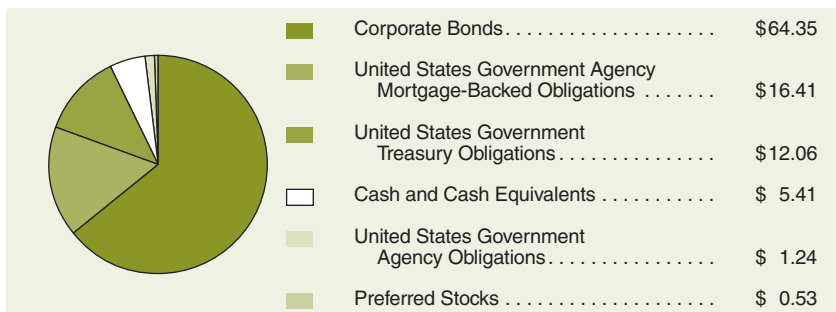 Corporate Bonds. . . . . . . . . . . . . . . . . . . . $64.35
United States Government Agency
Mortgage-Backed Obligations . . . . . . . $16.41
United States Government
Treasury Obligations. . . . . . . . . . . . . . . $12.06
Cash and Cash Equivalents . . . . . . . . . . . $ 5.41
United States Government
Agency Obligations. . . . . . . . . . . . . . . . $ 1.24
Preferred Stocks . . . . . . . . . . . . . . . . . . . . $ 0.53